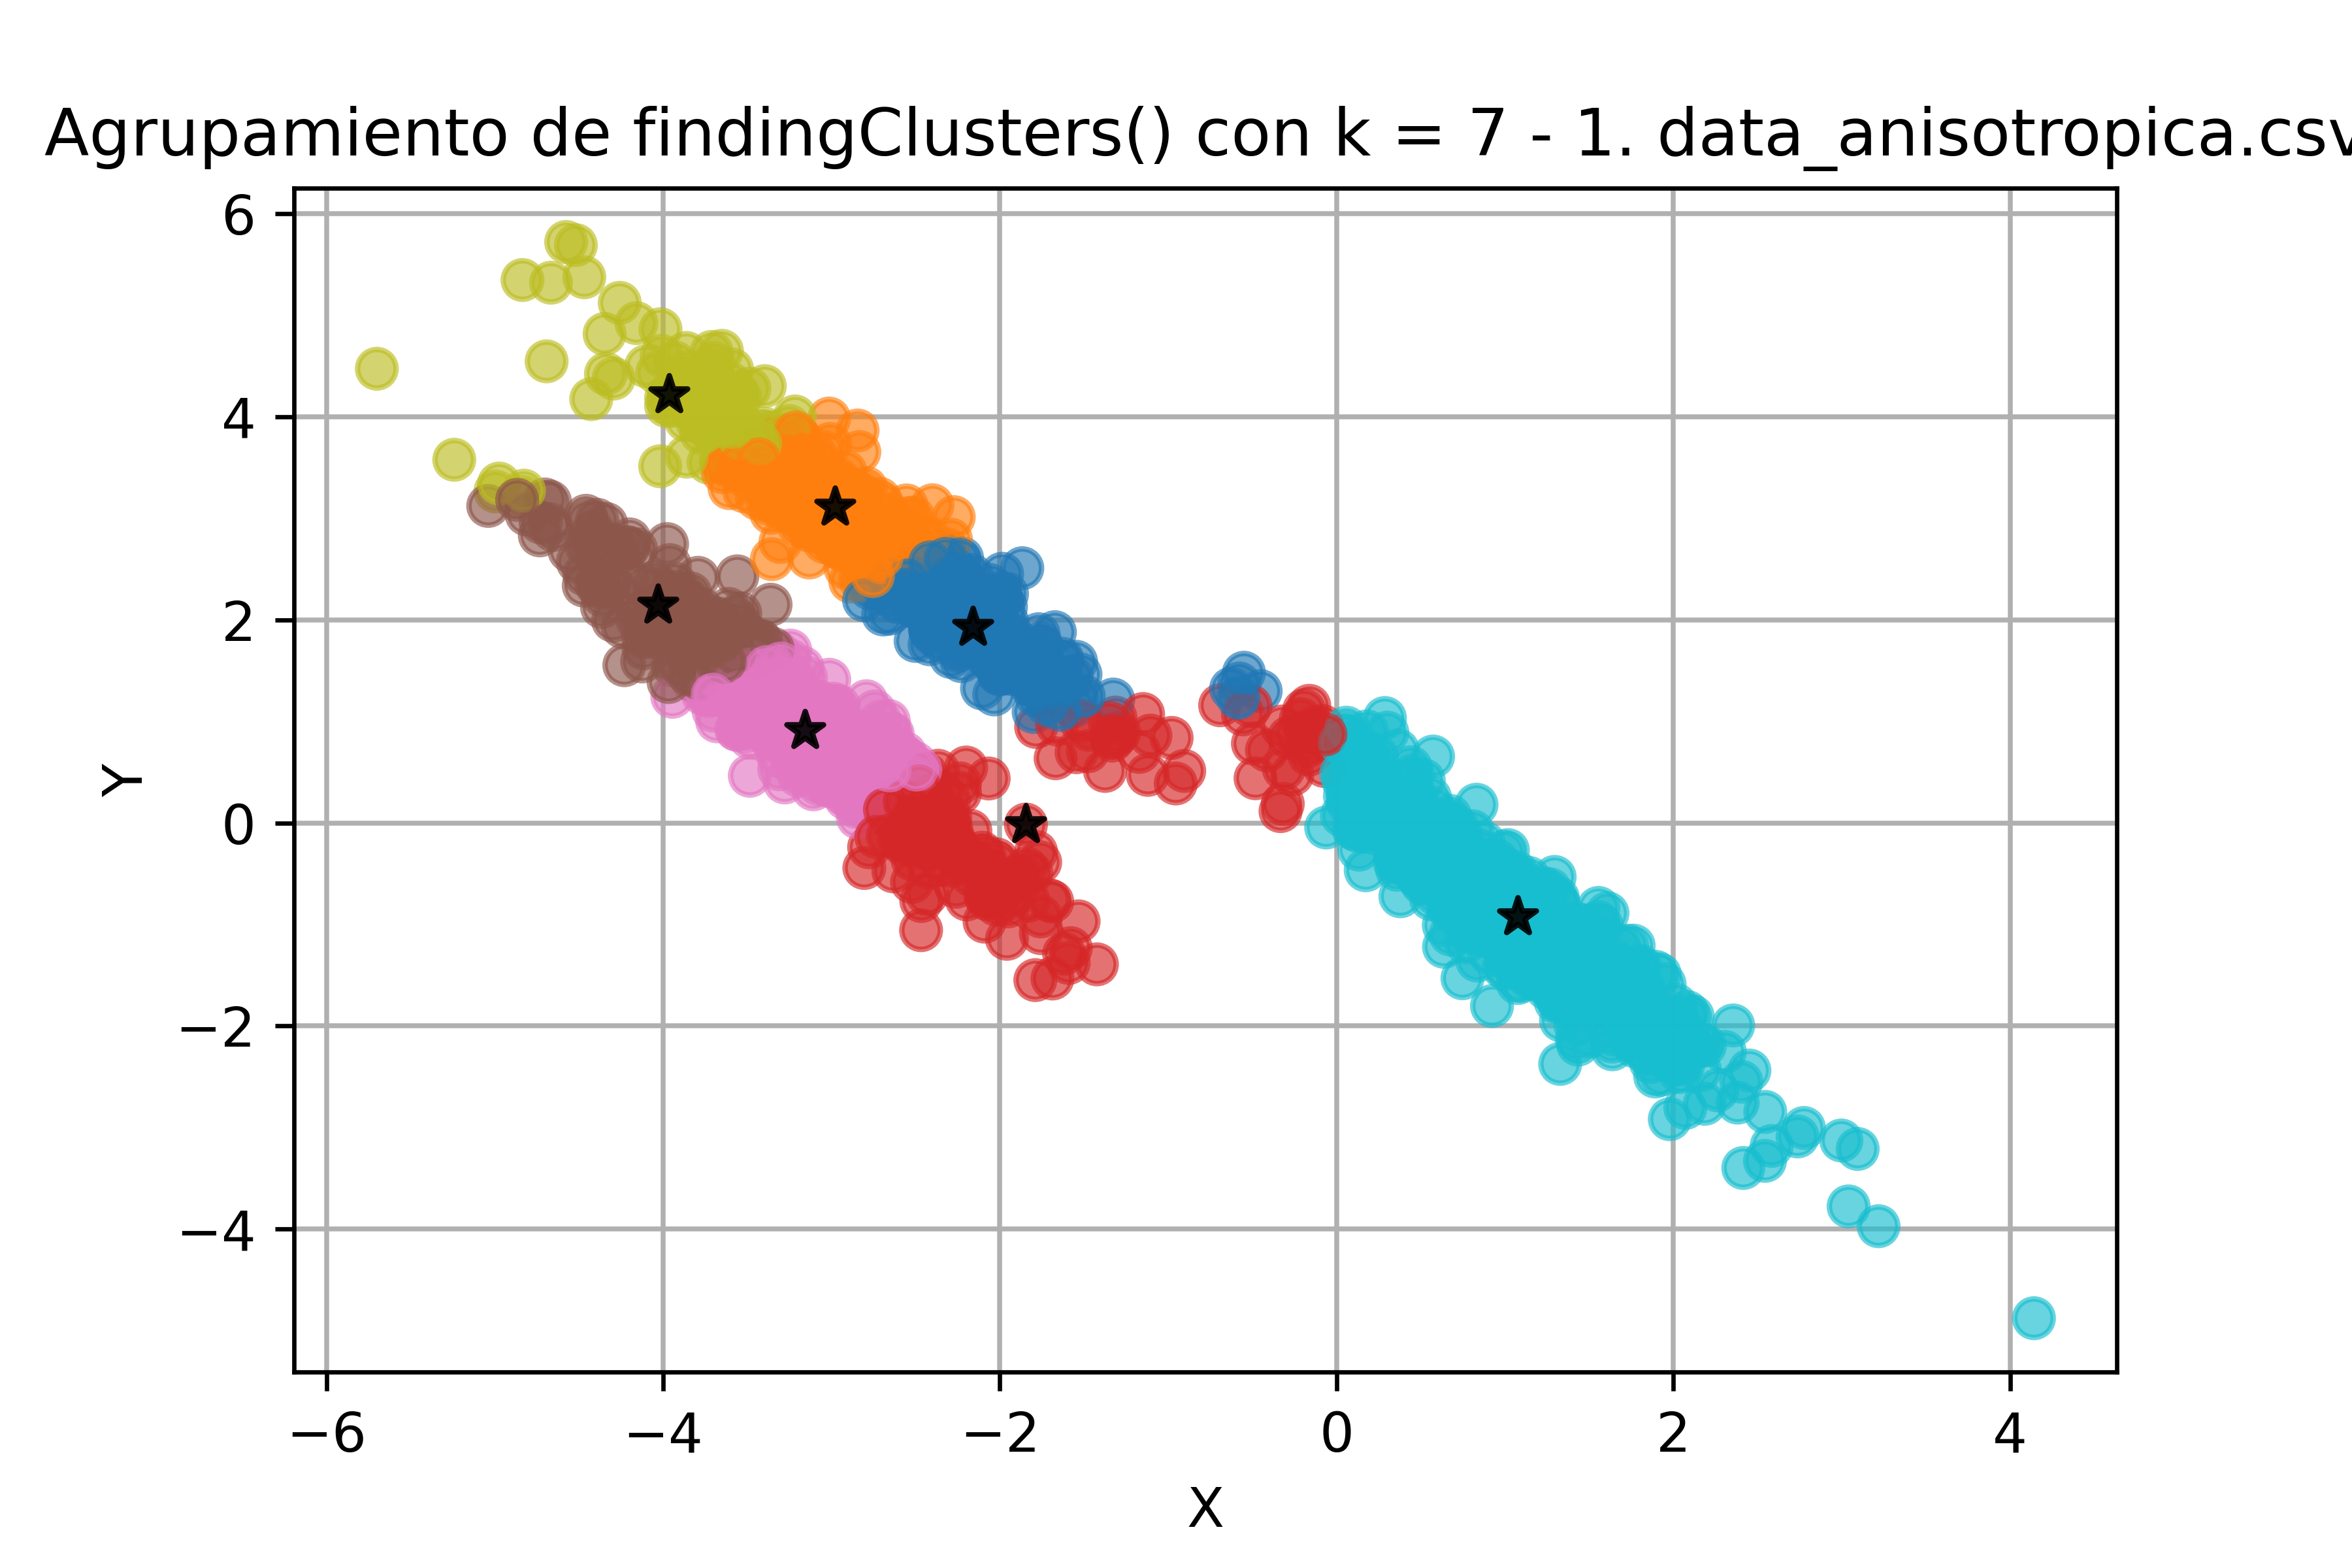 Agrupamiento de findingClusters() con k = 7 - 1. data_anisotropica.csv
6
4
2
0
−2
−4
Y
−6 −4 −2 0 2 4
X